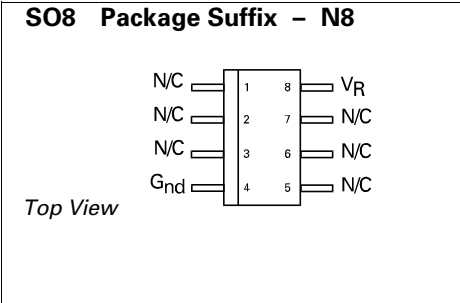 SO8 Package Suffix – N8
N/C 1 8 VR
N/C 2 7 N/C
N/C 3 6 N/C
Gnd 4 5 N/C
Top View